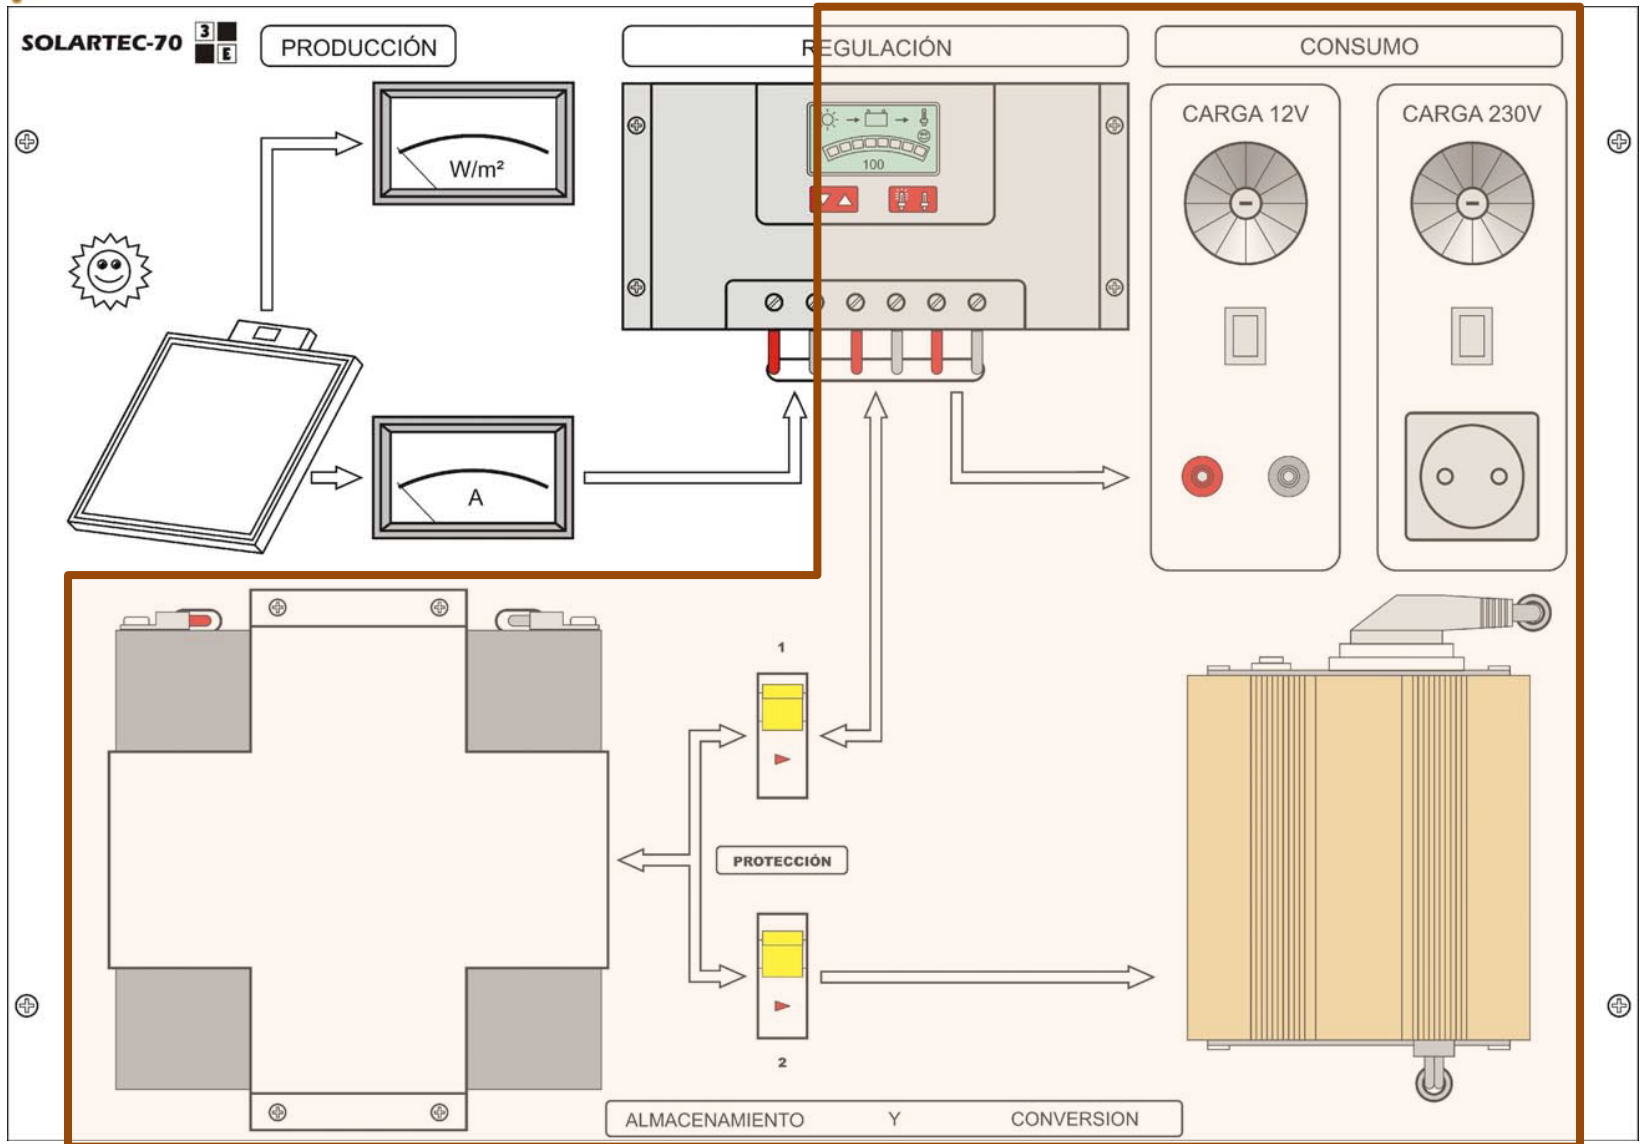 SOLARTEC-70
3
E
PRODUCCIÓN
REGULACIÓN
CONSUMO
W/m²
100
CARGA 12V
CARGA 230V
A
1
PROTECCIÓN
2
ALMACENAMIENTO Y CONVERSION